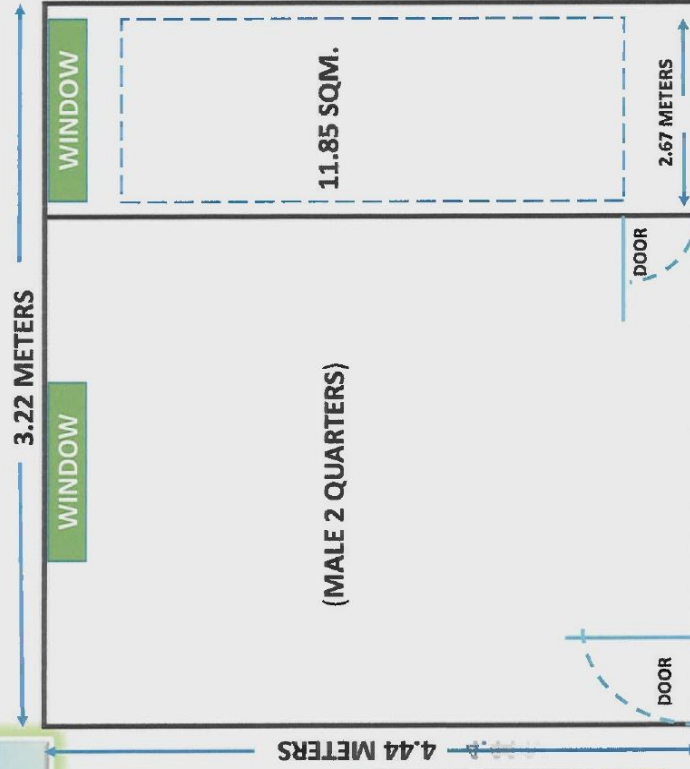 3.22 METERS
WINDOW
WINDOW
11.85 SQM.
(MALE 2 QUARTERS)
4.44 METERS
DOOR
2.67 METERS
DOOR